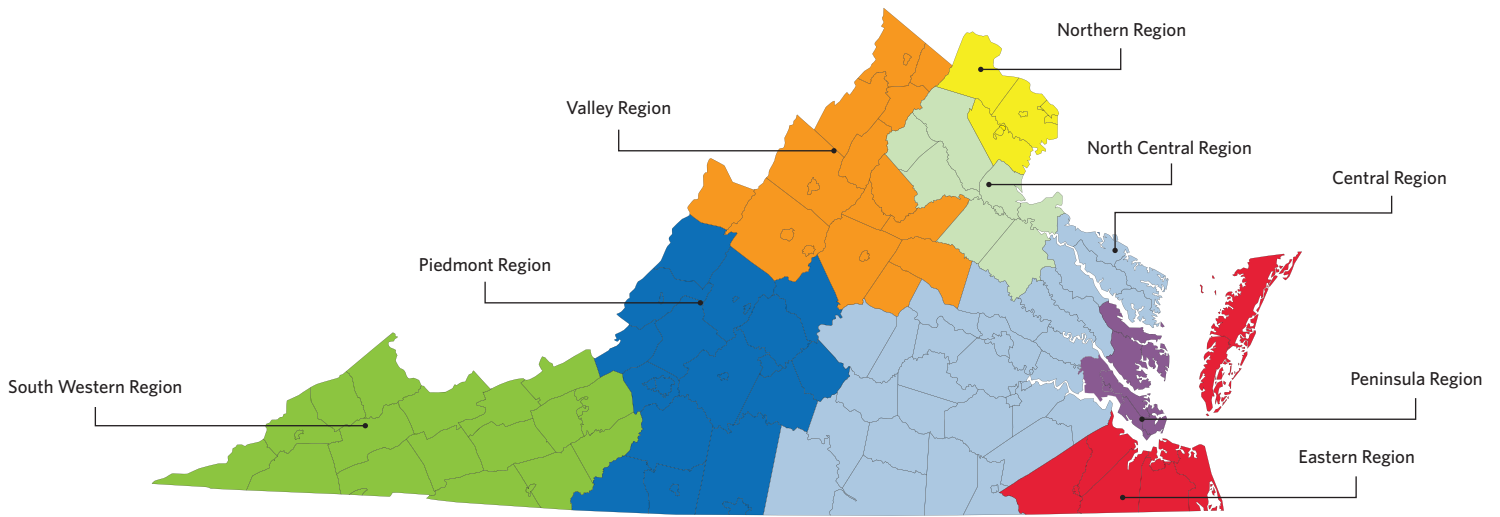 Northern Region
Valley Region
North Central Region
Central Region
Piedmont Region
South Western Region
Peninsula Region
Eastern Region